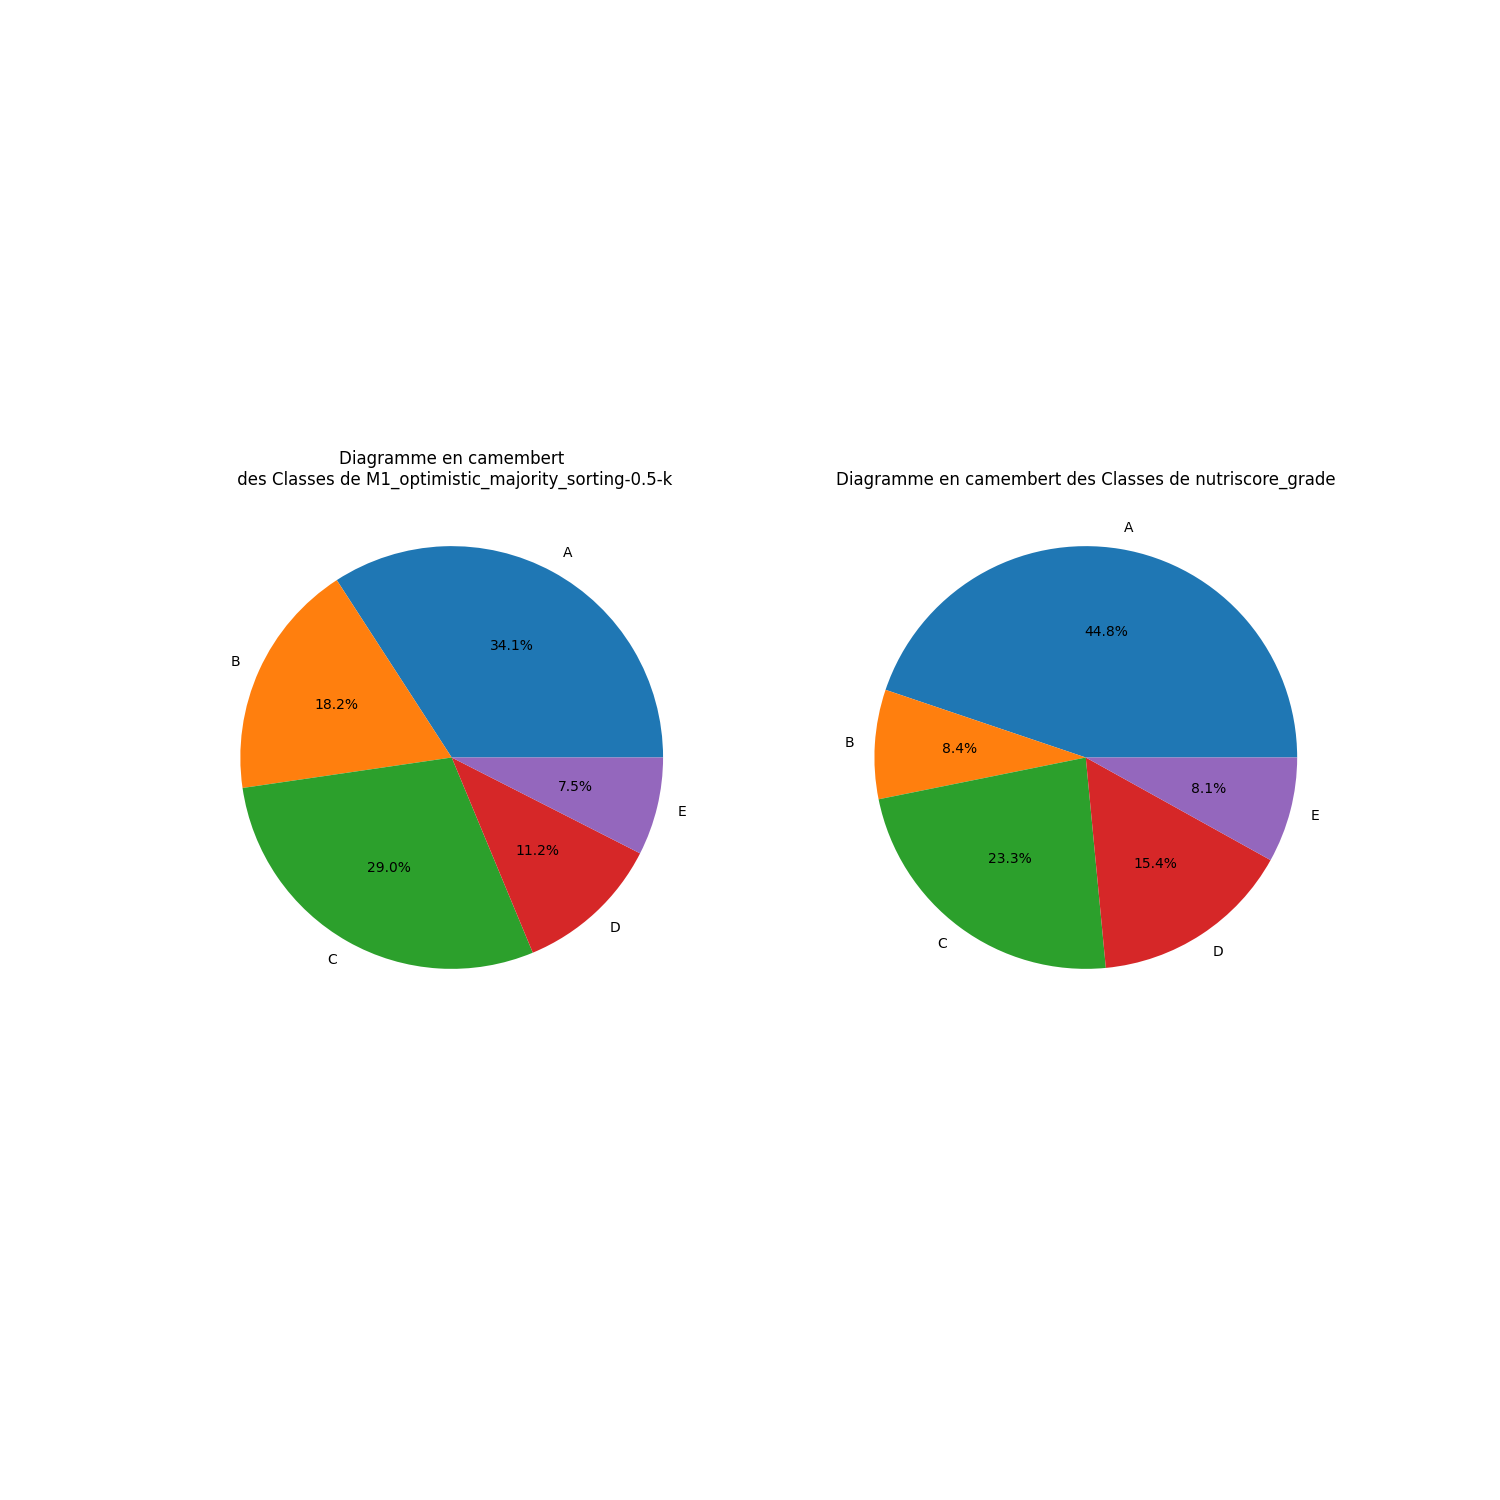 Diagramme en camembert
des Classes de M1_optimistic_majority_sorting-0.5-k
A
34.1%
B
18.2%
C
29.0%
D
11.2%
E
7.5%
Diagramme en camembert des Classes de nutriscore_grade
A
44.8%
B
8.4%
C
23.3%
D
15.4%
E
8.1%